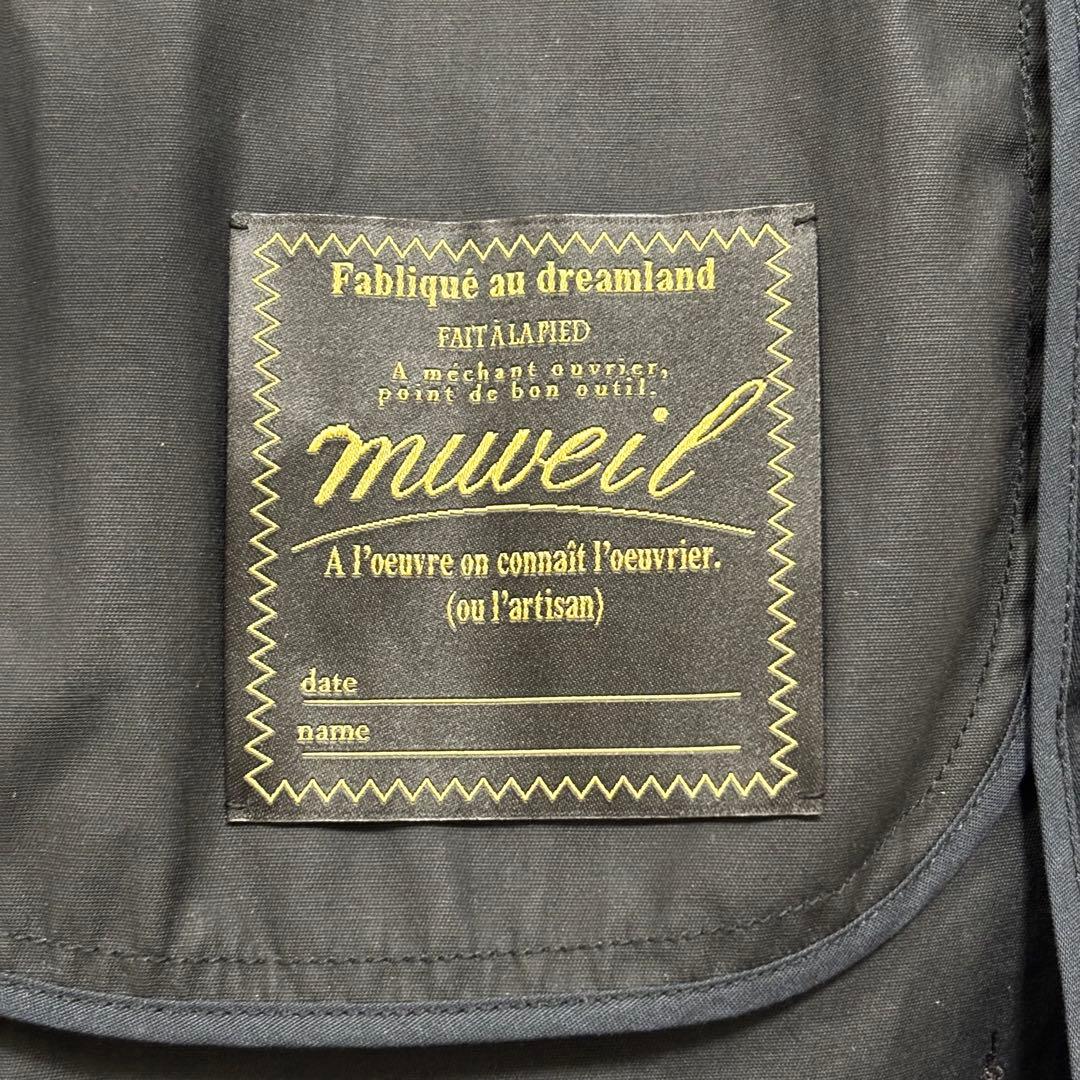 Fabliqué au dreamland
FAIT À LA PIED
A méchant ouvrier,
point de bon outil.
muveil
A l'oeuvre on connaît l'oeuvrier.
(ou l'artisan)
date
name